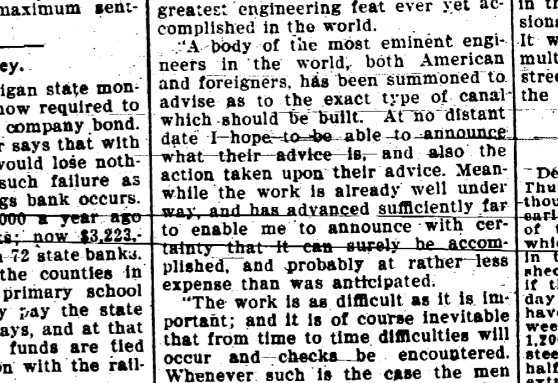 maximum sent-
ey.
igan state mon-
now required to
company bond.
r says that with
would lose noth-
such failure as
gs bank occurs.
000 a year ago
s; now $3,223,-
72 state banks.
the counties in
primary school
y pay the state
ays, and at that
funds are tied
on with the rail-
greatest engineering feat ever yet ac-
complished in the world.
"A body of the most eminent engi-
neers in the world, both American
and foreigners, has been summoned to
advise as to the exact type of canal
which should be built. At no distant
date I hope to be able to announce
what their advice is, and also the
action taken upon their advice. Mean-
while the work is already well under
way, and has advanced sufficiently far
to enable me to announce with cer-
tainty that it can surely be accom-
plished, and probably at rather less
expense than was anticipated.
"The work is as difficult as it is im-
portant; and it is of course inevitable
that from time to time difficulties will
occur and checks be encountered.
Whenever such is the case the men
in th
sions
It w
mult
stree
the
De
Thu
thou
earl
of t
whic
in t
shed
if t
day
have
wee
1,70
stee
half